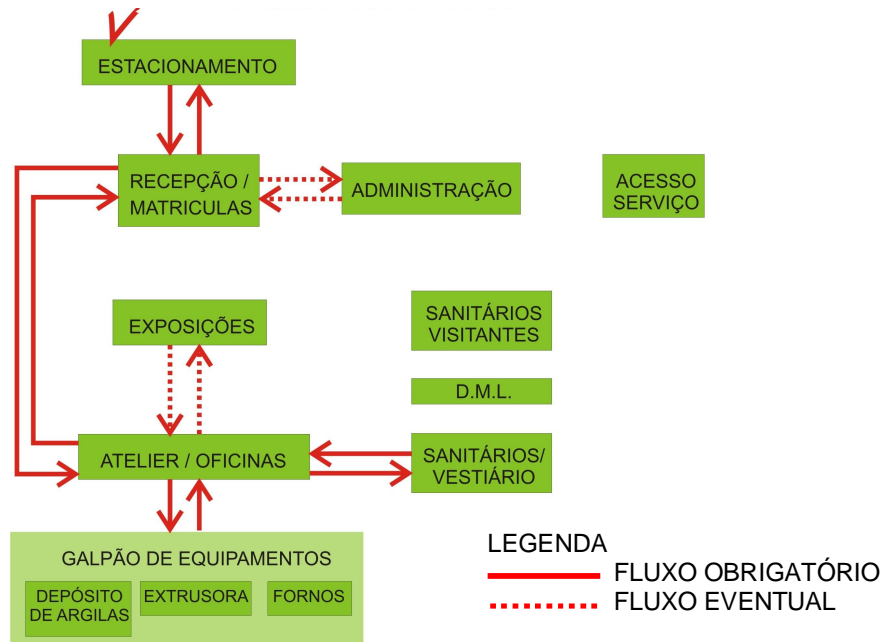 ESTACIONAMENTO
RECEPÇÃO /
MATRICULAS
ADMINISTRAÇÃO
ACESSO
SERVIÇO
EXPOSIÇÕES
SANITÁRIOS
VISITANTES
D.M.L.
ATELIER / OFICINAS
SANITÁRIOS/
VESTIÁRIO
GALPÃO DE EQUIPAMENTOS
DEPÓSITO
DE ARGILAS
EXTRUSORA
FORNOS
LEGENDA
FLUXO OBRIGATÓRIO
FLUXO EVENTUAL